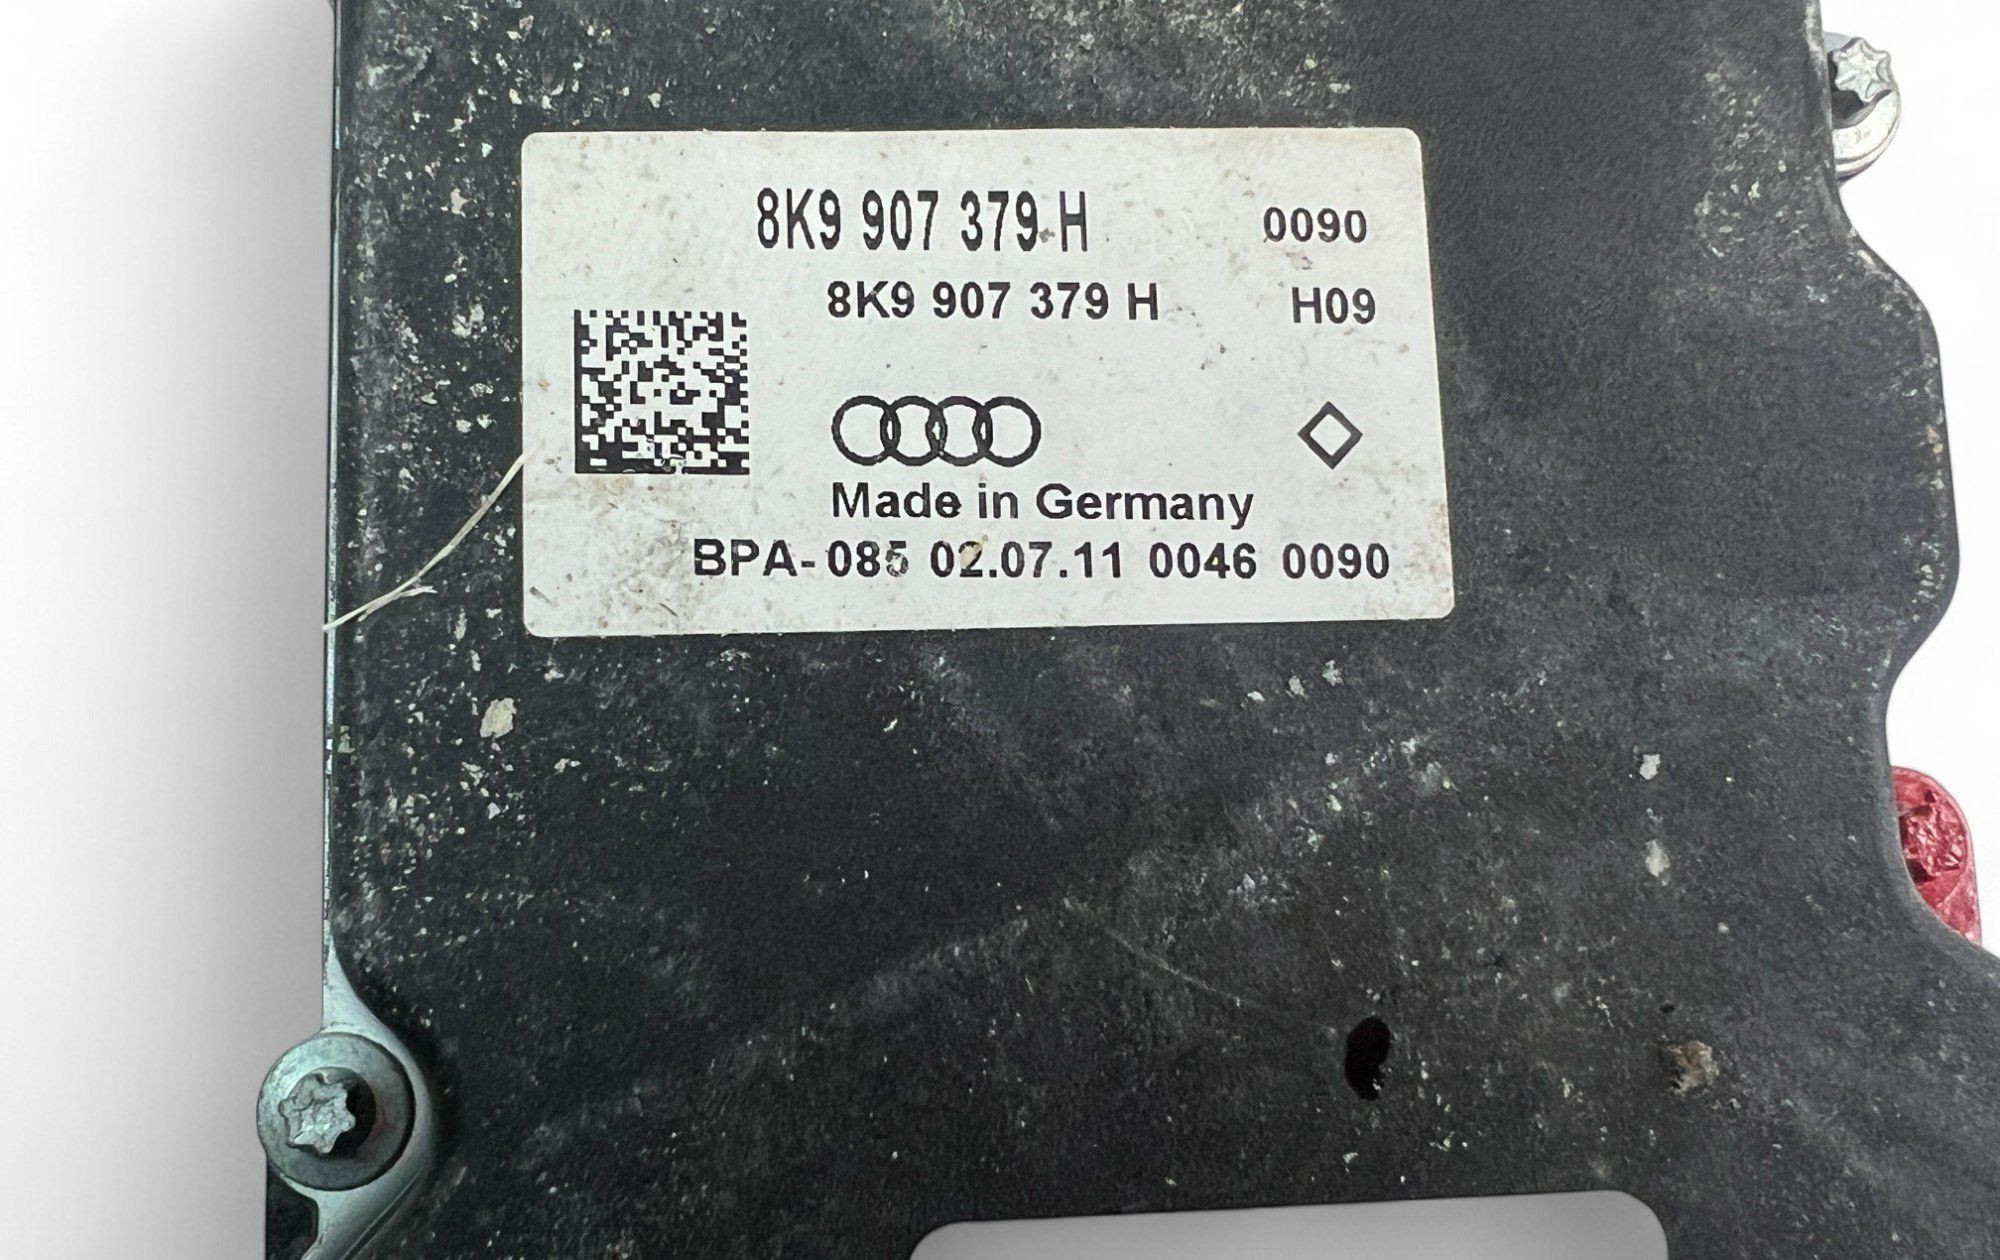 8K9 907 379 H 0090
8K9 907 379 H H09
Made in Germany
BPA-085 02.07.11 0046 0090